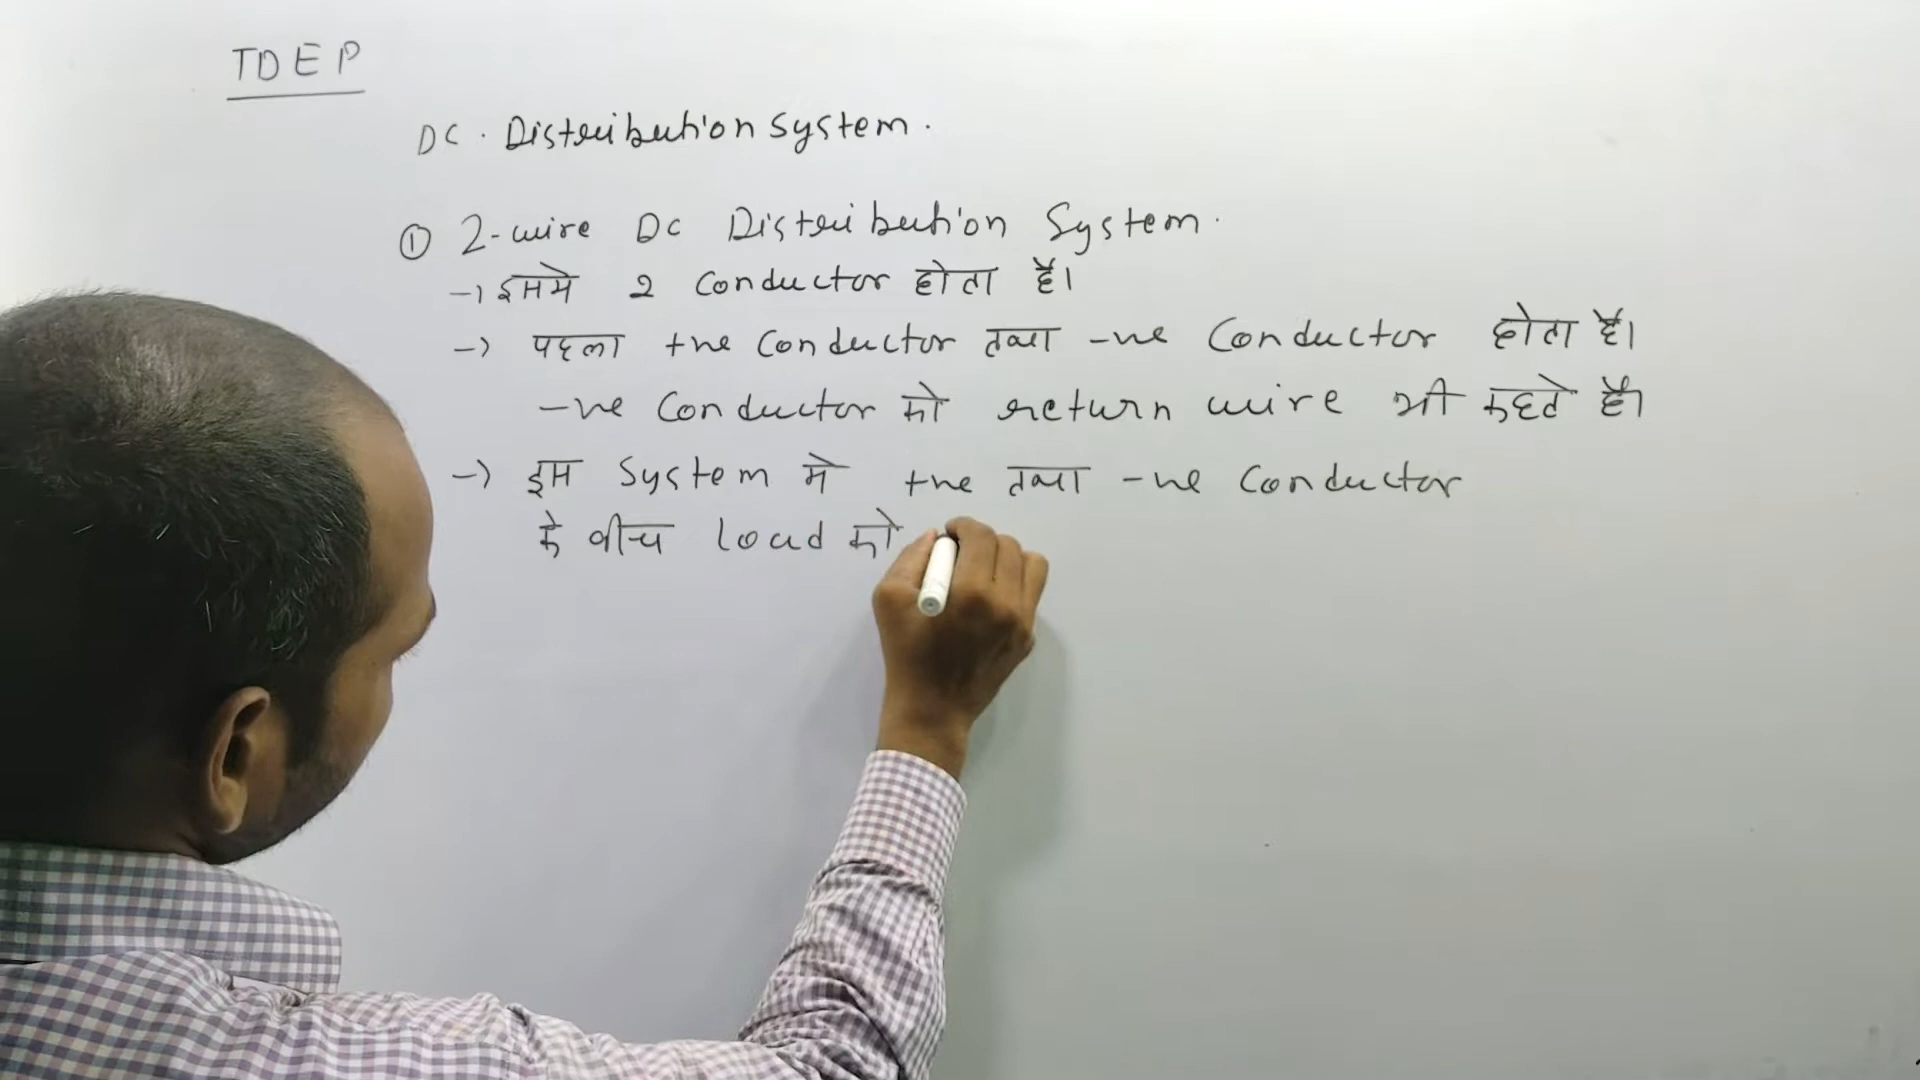 TDEP
DC. Distribution system.
① 2-wire DC Distribution System.
→ इसमे 2 Conductor होता है।
→ पहला +ve Conductor तथा -ve Conductor होता है।
-ve Conductor को return wire भी कहते है।
→ इस System मे +ve तथा -ve Conductor
के बीच load को